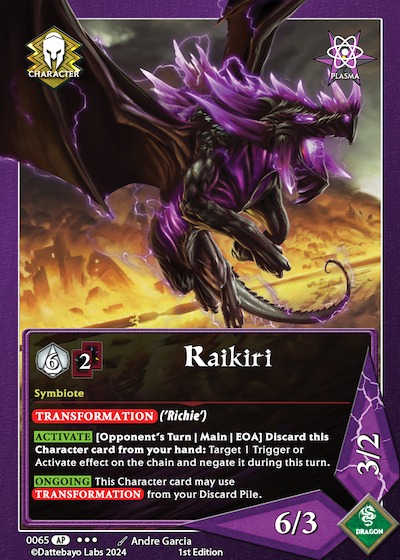 CHARACTER
PLASMA
6 2 Raikiri
Symbiote
TRANSFORMATION ('Richie')
ACTIVATE [Opponent's Turn | Main | EOA] Discard this
Character card from your hand: Target 1 Trigger or
Activate effect on the chain and negate it during this turn.
ONGOING This Character card may use
TRANSFORMATION from your Discard Pile.
3/2
6/3
DRAGON
0065 AP Andre Garcia
©Dattebayo Labs 2024 1st Edition